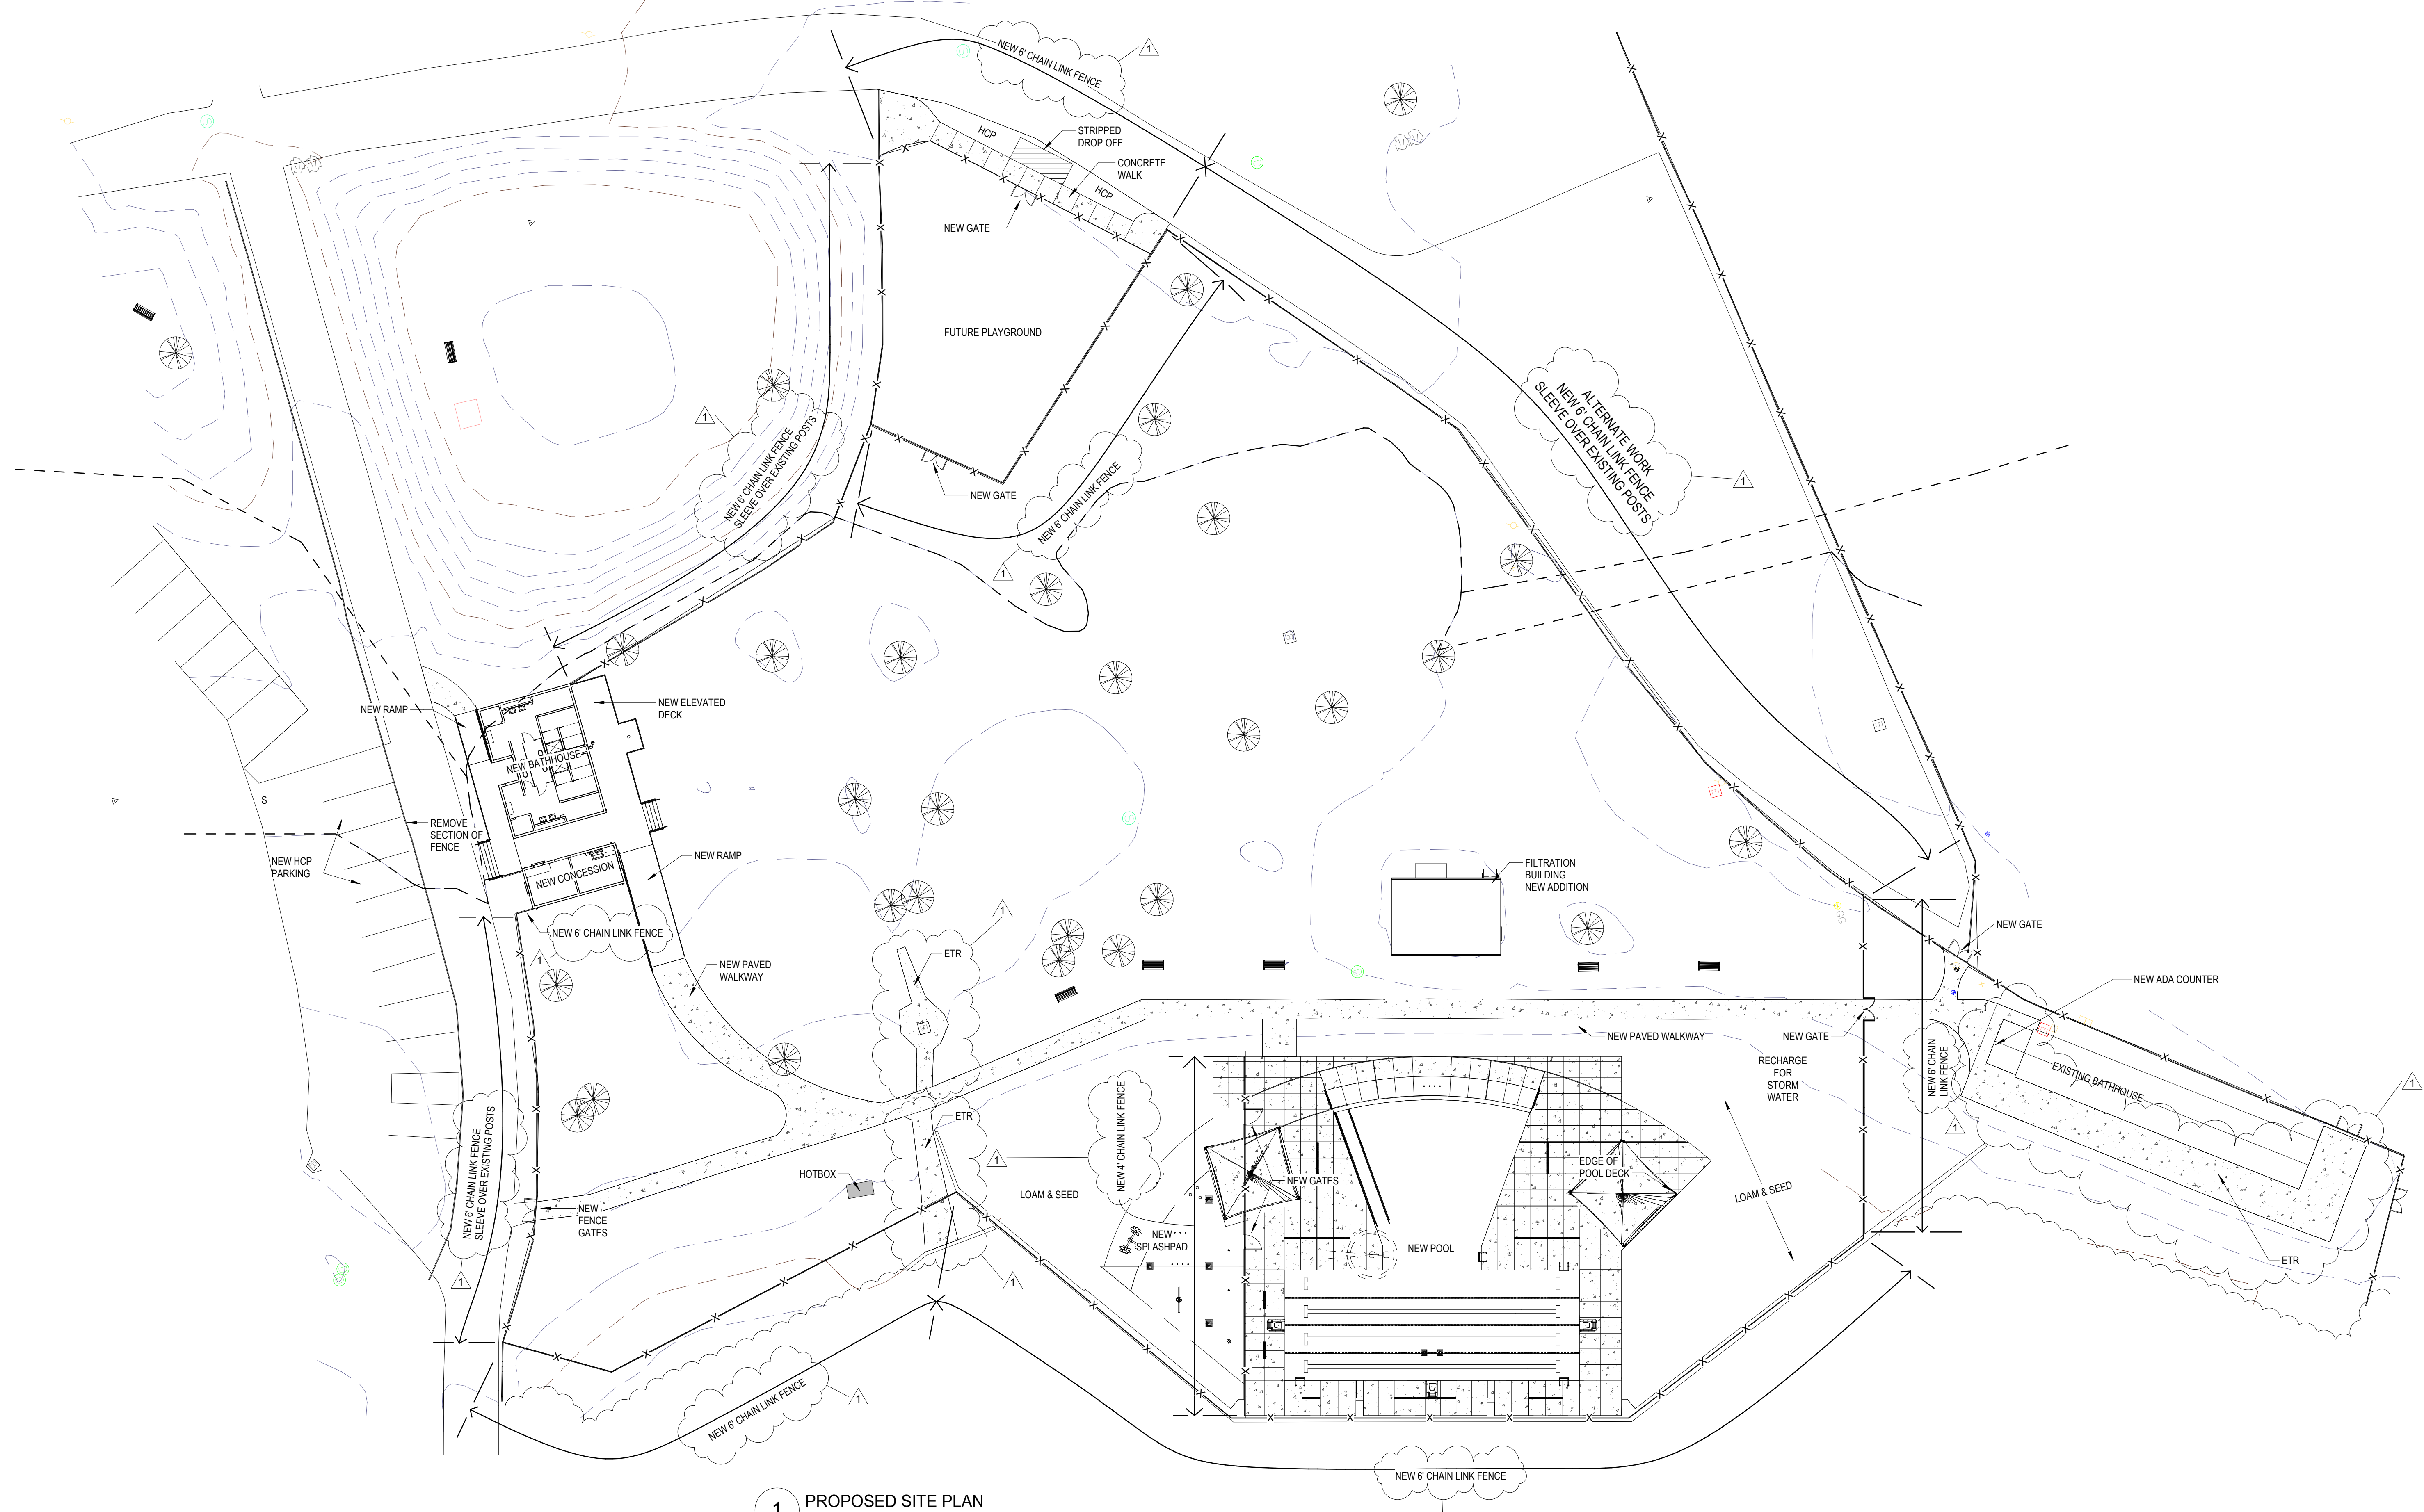 NEW 6' CHAIN LINK FENCE
1
HCP
STRIPPED
DROP OFF
CONCRETE
WALK
HCP
NEW GATE
FUTURE PLAYGROUND
1
NEW 6' CHAIN LINK FENCE
SLEEVE OVER EXISTING POSTS
NEW GATE
NEW 6' CHAIN LINK FENCE
1
ALTERNATE WORK
NEW 6' CHAIN LINK FENCE
SLEEVE OVER EXISTING POSTS
1
NEW RAMP
NEW ELEVATED
DECK
NEW BATHHOUSE
S
REMOVE
SECTION OF
FENCE
NEW HCP
PARKING
NEW RAMP
NEW CONCESSION
NEW 6' CHAIN LINK FENCE
1
NEW PAVED
WALKWAY
1
ETR
FILTRATION
BUILDING
NEW ADDITION
NEW GATE
NEW ADA COUNTER
NEW PAVED WALKWAY
NEW GATE
RECHARGE
FOR
STORM
WATER
NEW 6' CHAIN
LINK FENCE
1
EXISTING BATHHOUSE
1
ETR
ETR
1
NEW 4' CHAIN LINK FENCE
HOTBOX
LOAM & SEED
NEW GATES
EDGE OF
POOL DECK
LOAM & SEED
NEW 6' CHAIN LINK FENCE
SLEEVE OVER EXISTING POSTS
1
NEW
FENCE
GATES
NEW
SPLASHPAD
NEW POOL
1
NEW 6' CHAIN LINK FENCE
1
NEW 6' CHAIN LINK FENCE
1
PROPOSED SITE PLAN